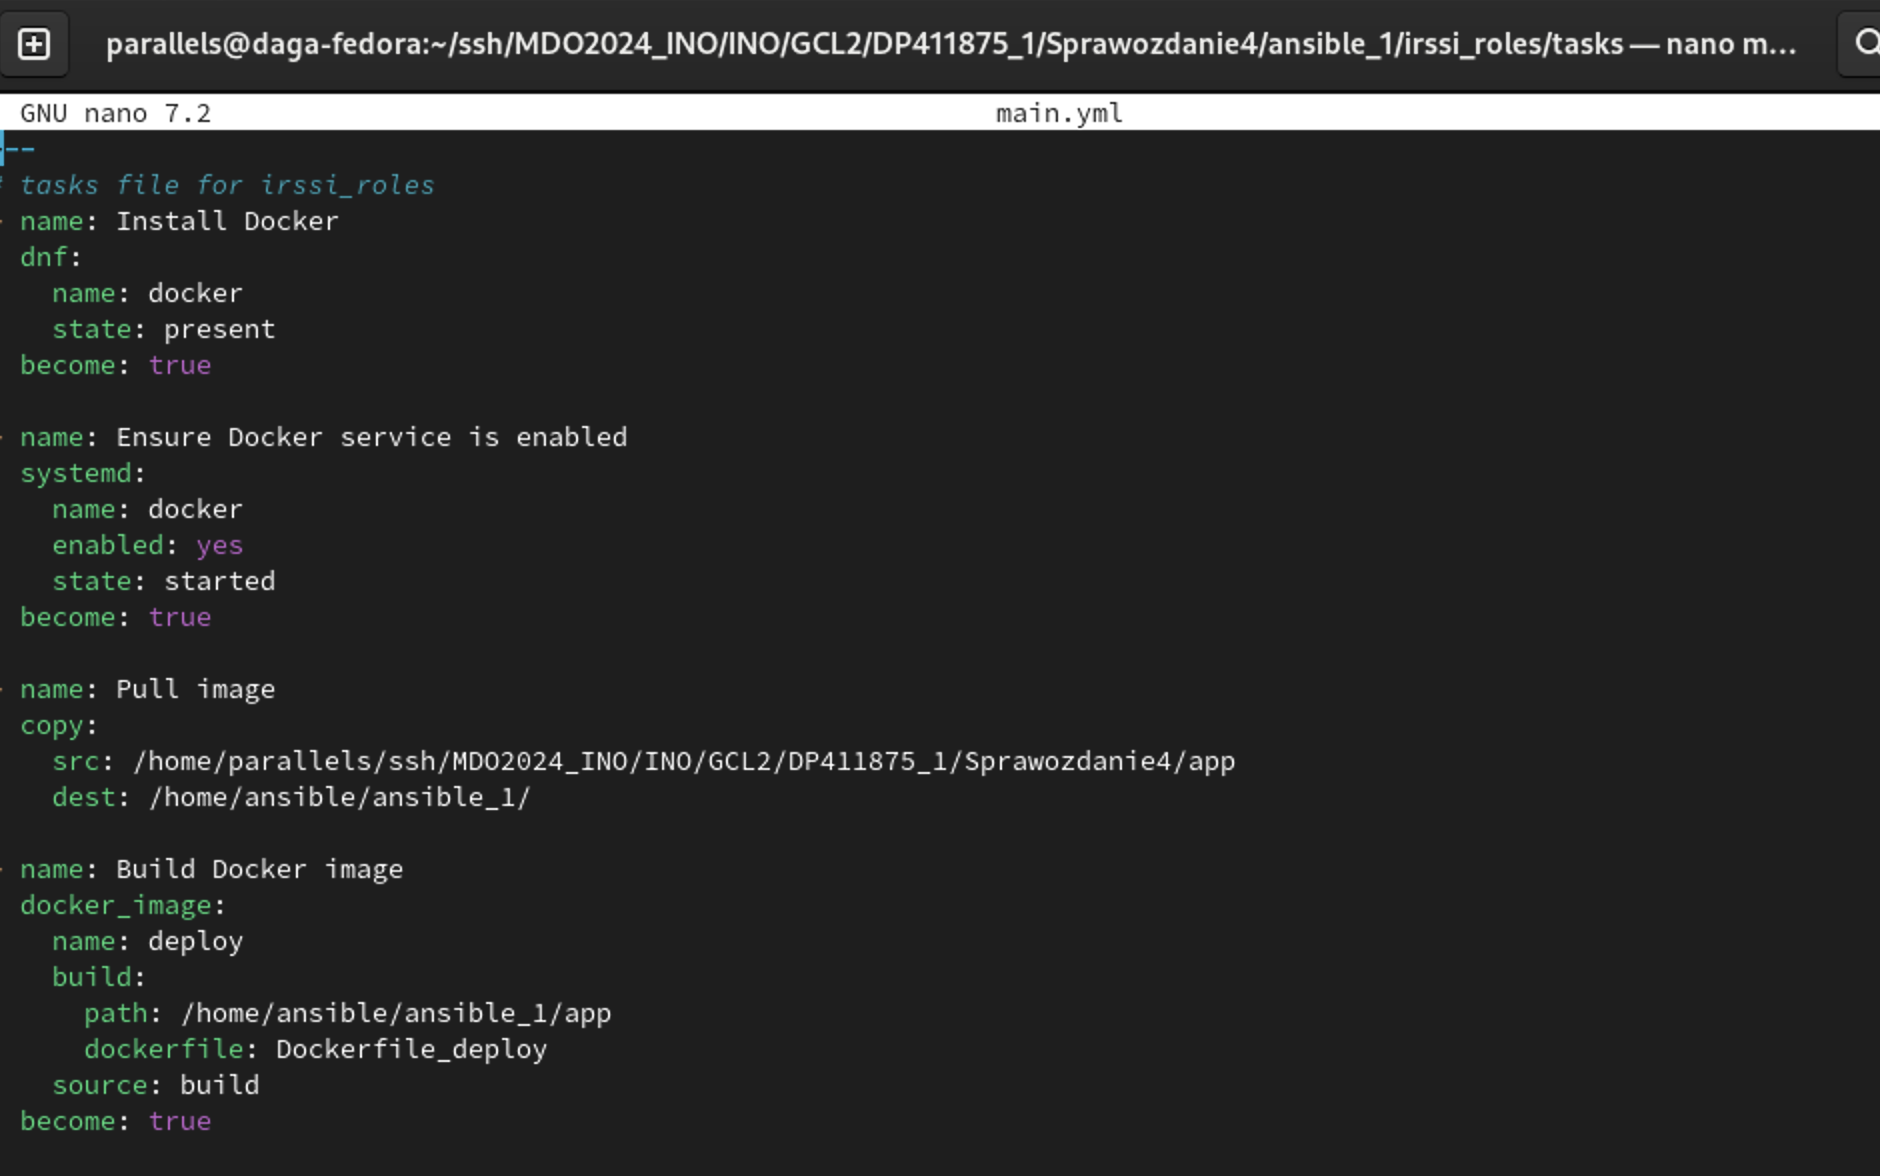 parallels@daga-fedora:~/ssh/MDO2024_INO/INO/GCL2/DP411875_1/Sprawozdanie4/ansible_1/irssi_roles/tasks — nano m...
GNU nano 7.2 main.yml
---
# tasks file for irssi_roles
- name: Install Docker
  dnf:
    name: docker
    state: present
  become: true

- name: Ensure Docker service is enabled
  systemd:
    name: docker
    enabled: yes
    state: started
  become: true

- name: Pull image
  copy:
    src: /home/parallels/ssh/MDO2024_INO/INO/GCL2/DP411875_1/Sprawozdanie4/app
    dest: /home/ansible/ansible_1/

- name: Build Docker image
  docker_image:
    name: deploy
    build:
      path: /home/ansible/ansible_1/app
      dockerfile: Dockerfile_deploy
    source: build
  become: true